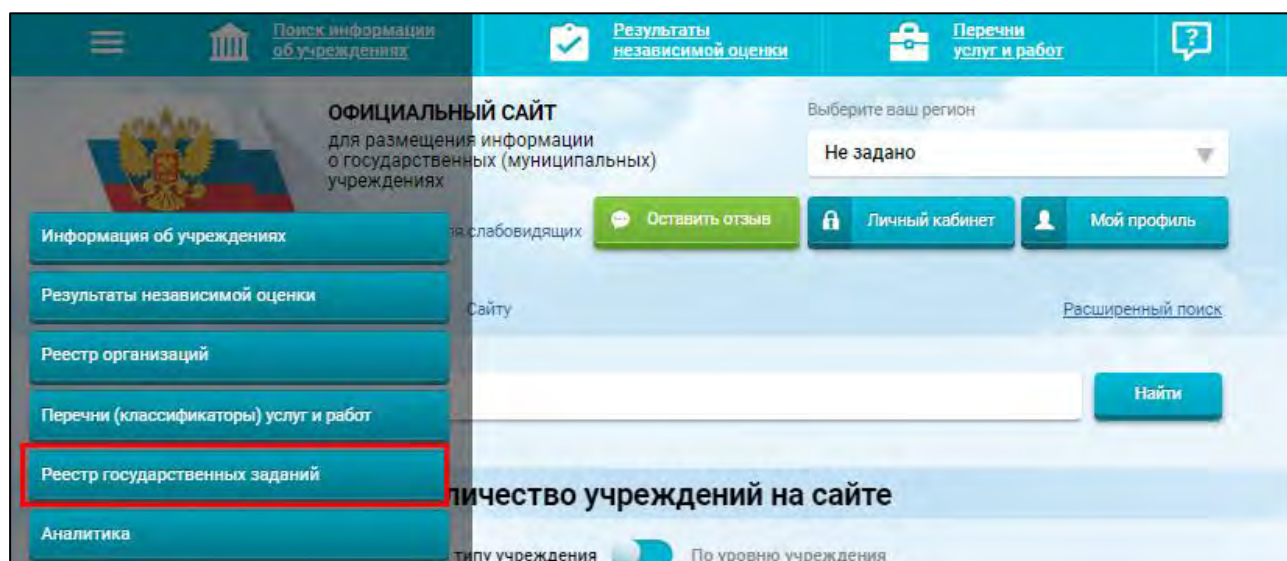 Поиск информации
об учреждениях
Результаты
независимой оценки
Перечни
услуг и работ
?
ОФИЦИАЛЬНЫЙ САЙТ
для размещения информации
о государственных (муниципальных)
учреждениях
Выберите ваш регион
Не задано
слабовидящих
Оставить отзыв
Личный кабинет
Мой профиль
Информация об учреждениях
Результаты независимой оценки
Сайту
Расширенный поиск
Реестр организаций
Найти
Перечни (классификаторы) услуг и работ
Реестр государственных заданий
личество учреждений на сайте
Аналитика
типу учреждения
По уровню учреждения